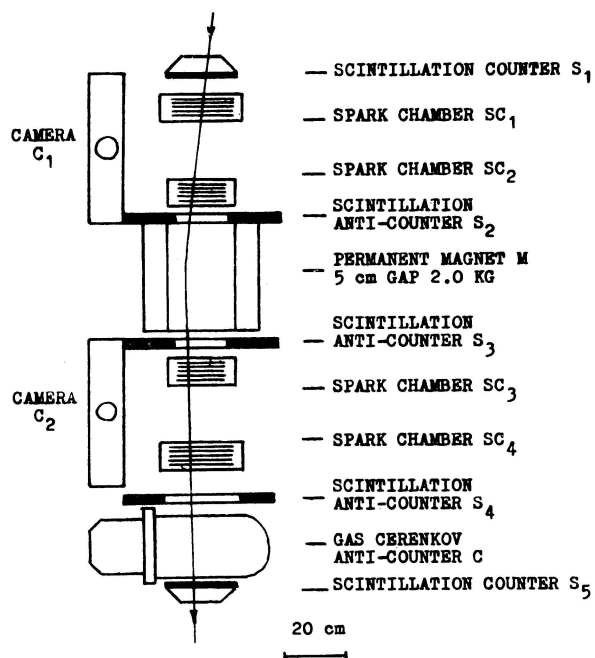 SCINTILLATION COUNTER S1
SPARK CHAMBER SC1
CAMERA
C1
SPARK CHAMBER SC2
SCINTILLATION
ANTI-COUNTER S2
PERMANENT MAGNET M
5 cm GAP 2.0 KG
SCINTILLATION
ANTI-COUNTER S3
CAMERA
C2
SPARK CHAMBER SC3
SPARK CHAMBER SC4
SCINTILLATION
ANTI-COUNTER S4
GAS CERENKOV
ANTI-COUNTER C
SCINTILLATION COUNTER S5
20 cm